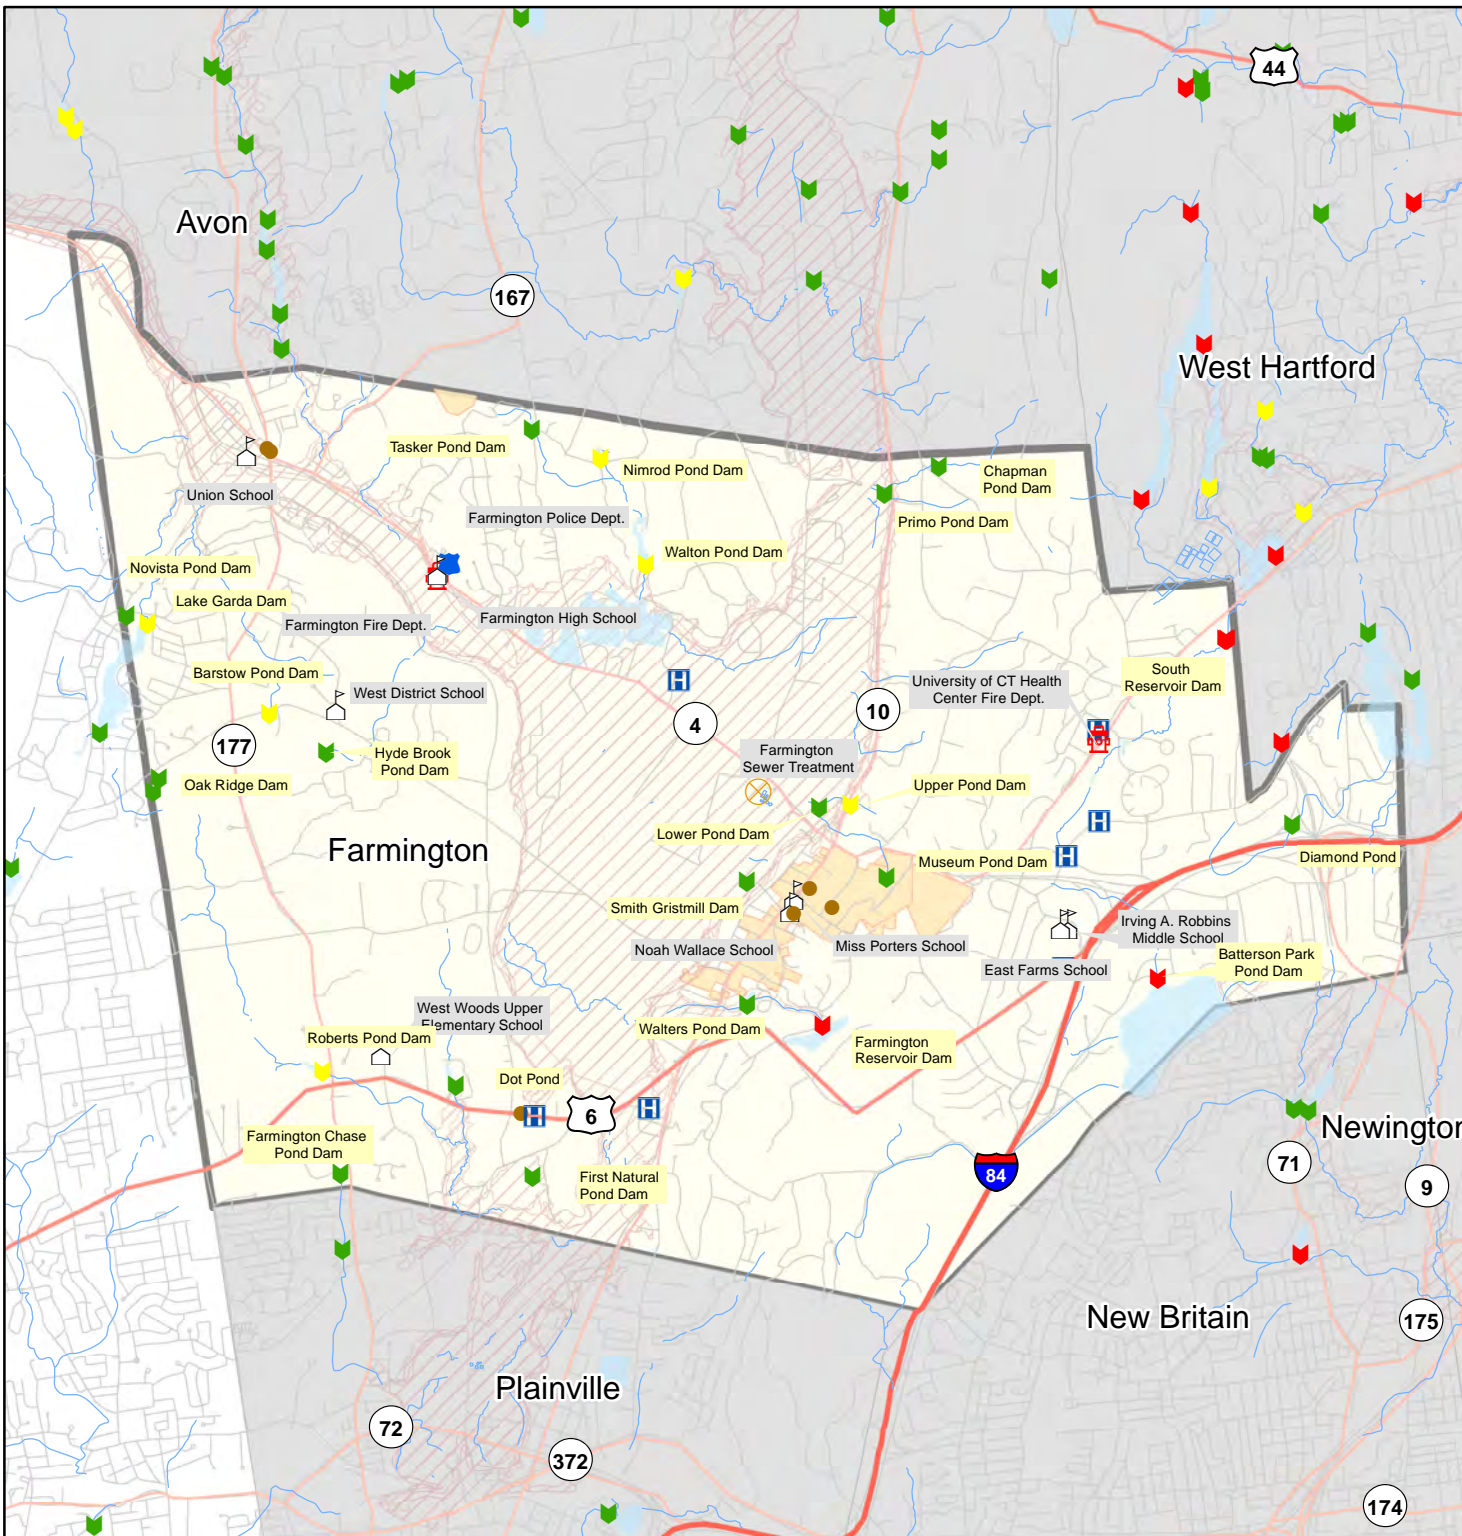 44
Avon
167
West Hartford
Tasker Pond Dam
Nimrod Pond Dam
Chapman
Pond Dam
Union School
Farmington Police Dept.
Primo Pond Dam
Walton Pond Dam
Novista Pond Dam
Lake Garda Dam
Farmington Fire Dept.
Farmington High School
Barstow Pond Dam
West District School
University of CT Health
Center Fire Dept.
South
Reservoir Dam
4
10
177
Hyde Brook
Pond Dam
Farmington
Sewer Treatment
Oak Ridge Dam
Upper Pond Dam
Lower Pond Dam
Farmington
Museum Pond Dam
Diamond Pond
Smith Gristmill Dam
Noah Wallace School
Miss Porters School
Irving A. Robbins
Middle School
East Farms School
Batterson Park
Pond Dam
West Woods Upper
Elementary School
Roberts Pond Dam
Walters Pond Dam
Farmington
Reservoir Dam
Dot Pond
6
Farmington Chase
Pond Dam
Newington
71
84
9
First Natural
Pond Dam
New Britain
175
Plainville
72
372
174
H
H
H
H
H
H